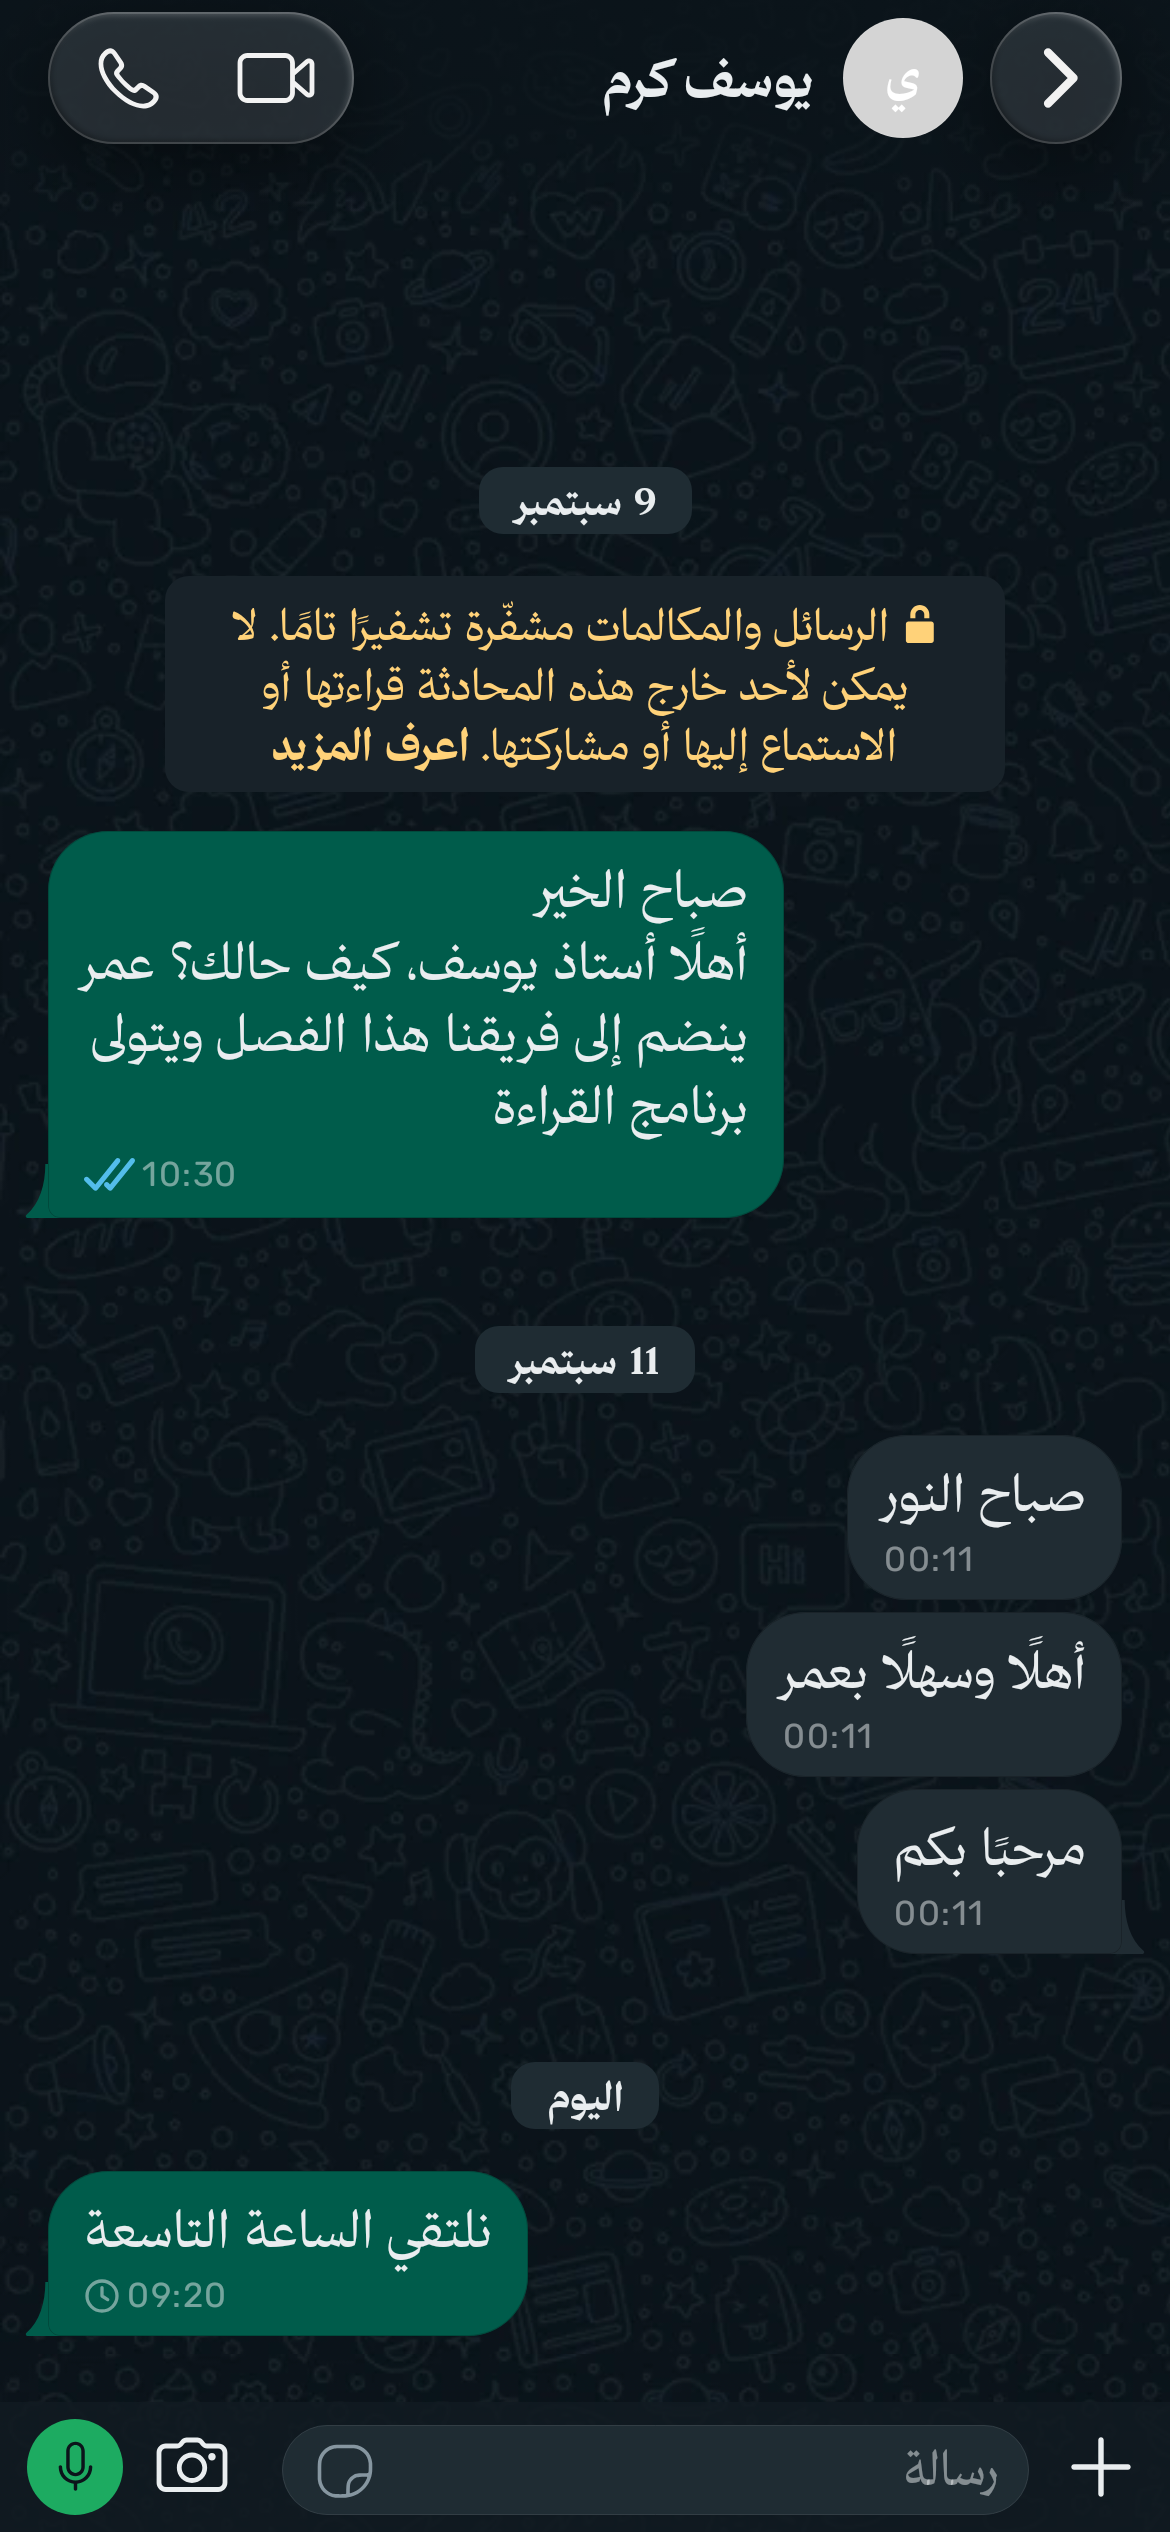 يوسف كرم
ي
9 سبتمبر
الرسائل والمكالمات مشفّرة تشفيرًا تامًا. لا
يمكن لأحد خارج هذه المحادثة قراءتها أو
الاستماع إليها أو مشاركتها. اعرف المزيد
صباح الخير
أهلًا أستاذ يوسف، كيف حالك؟ عمر
ينضم إلى فريقنا هذا الفصل ويتولى
برنامج القراءة
10:30
11 سبتمبر
صباح النور
00:11
أهلًا وسهلًا بعمر
00:11
مرحبًا بكم
00:11
اليوم
نلتقي الساعة التاسعة
09:20
رسالة